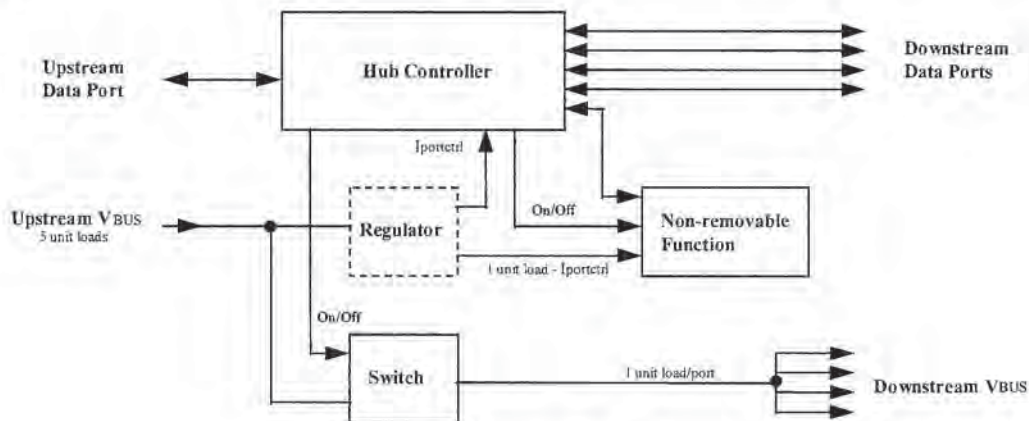 Upstream
Data Port
Hub Controller
Downstream
Data Ports
Iportctrl
Upstream VBUS
5 unit loads
Regulator
On/Off
Non-removable
Function
1 unit load - Iportctrl
On/Off
Switch
1 unit load/port
Downstream VBUS